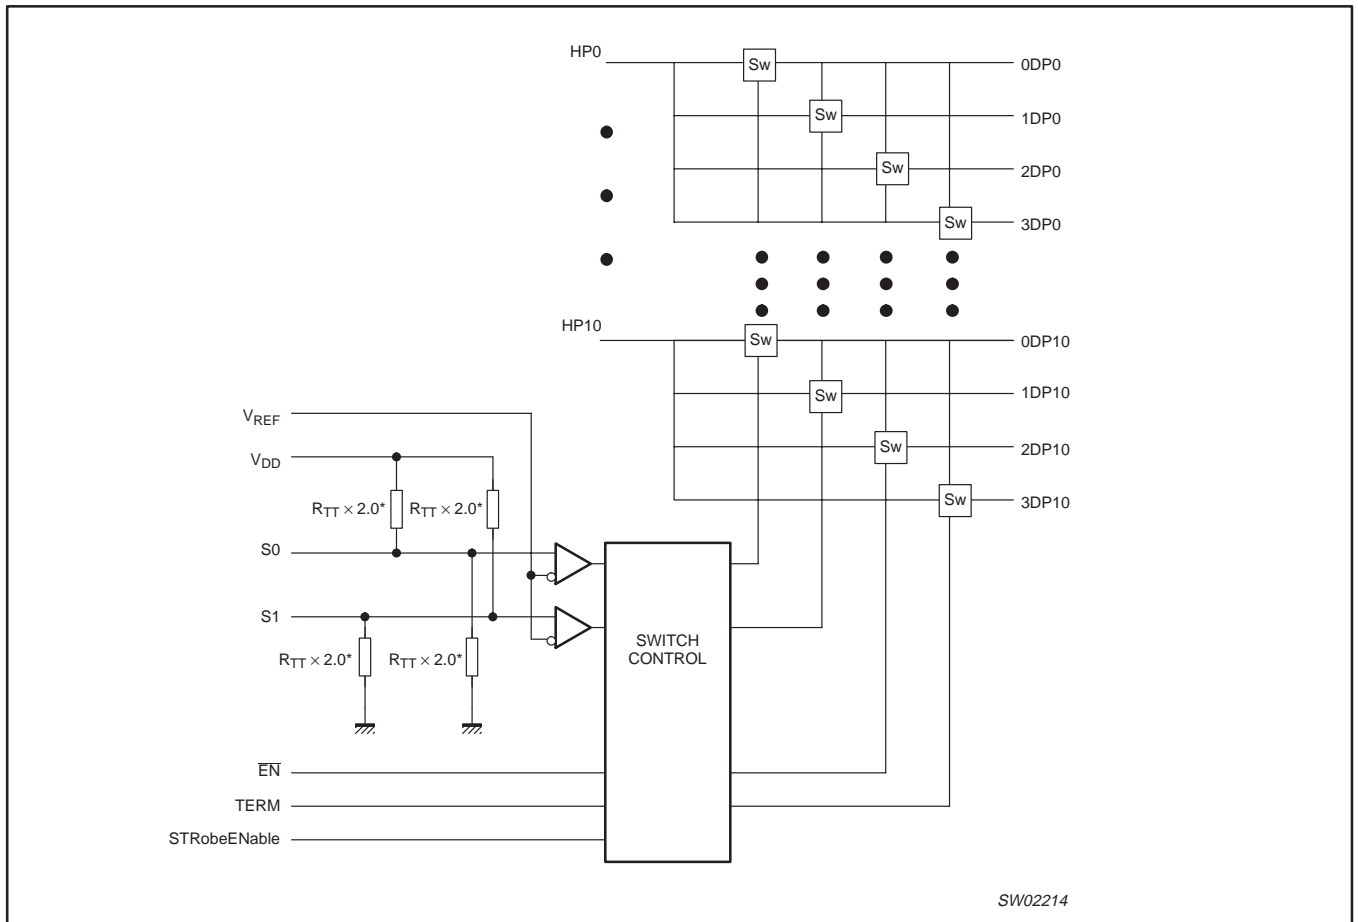 HP0
Sw
0DP0
Sw
1DP0
Sw
2DP0
Sw
3DP0
HP10
Sw
0DP10
Sw
1DP10
Sw
2DP10
Sw
3DP10
VREF
VDD
RTT × 2.0* RTT × 2.0*
S0
S1
RTT × 2.0* RTT × 2.0*
SWITCH
CONTROL
EN
TERM
STRobeENable
SW02214